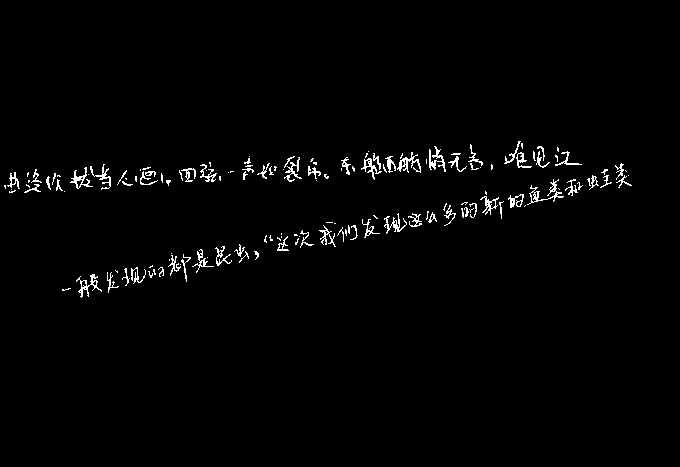 曲终收拨当心画，四弦一声如裂帛。东船西舫悄无言，唯见江
一般发现的都是昆虫，“这次我们发现这么多的新的鱼类和蛙类